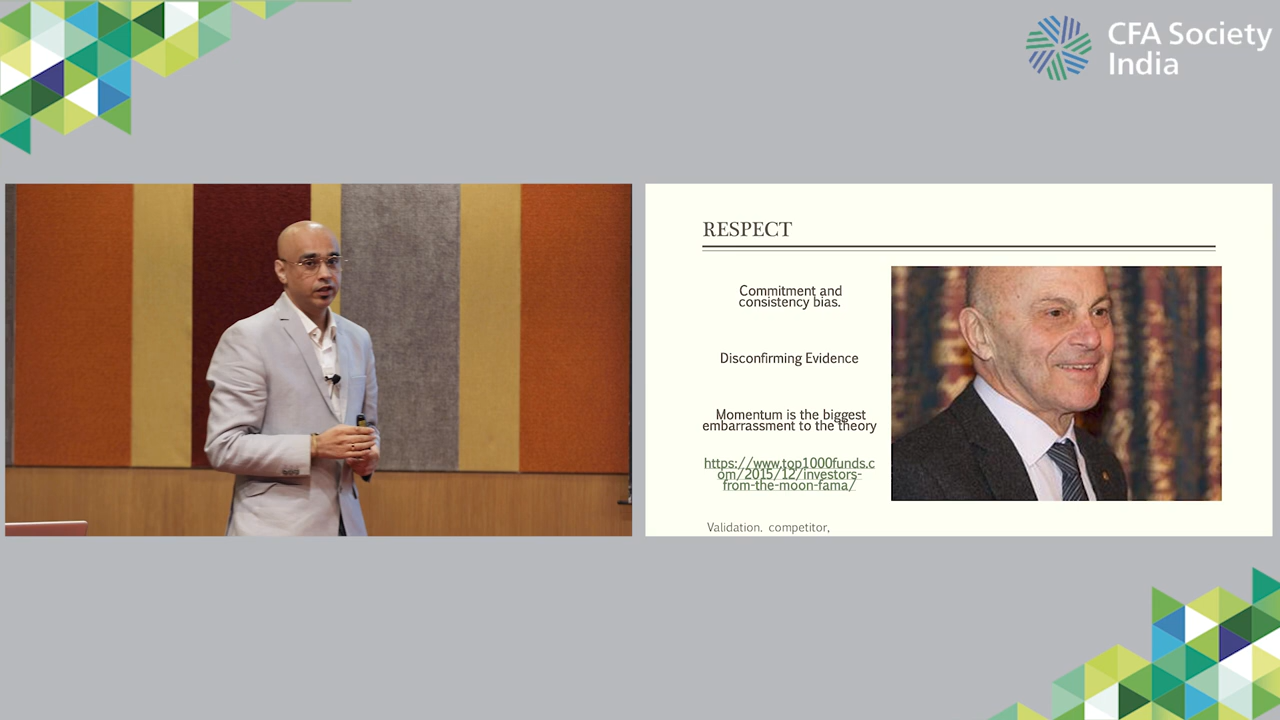 CFA Society
India
RESPECT
Commitment and
consistency bias.
Disconfirming Evidence
Momentum is the biggest
embarrassment to the theory
https://www.top1000funds.c
om/2015/12/investors-
from-the-moon-fama/
Validation, competitor,